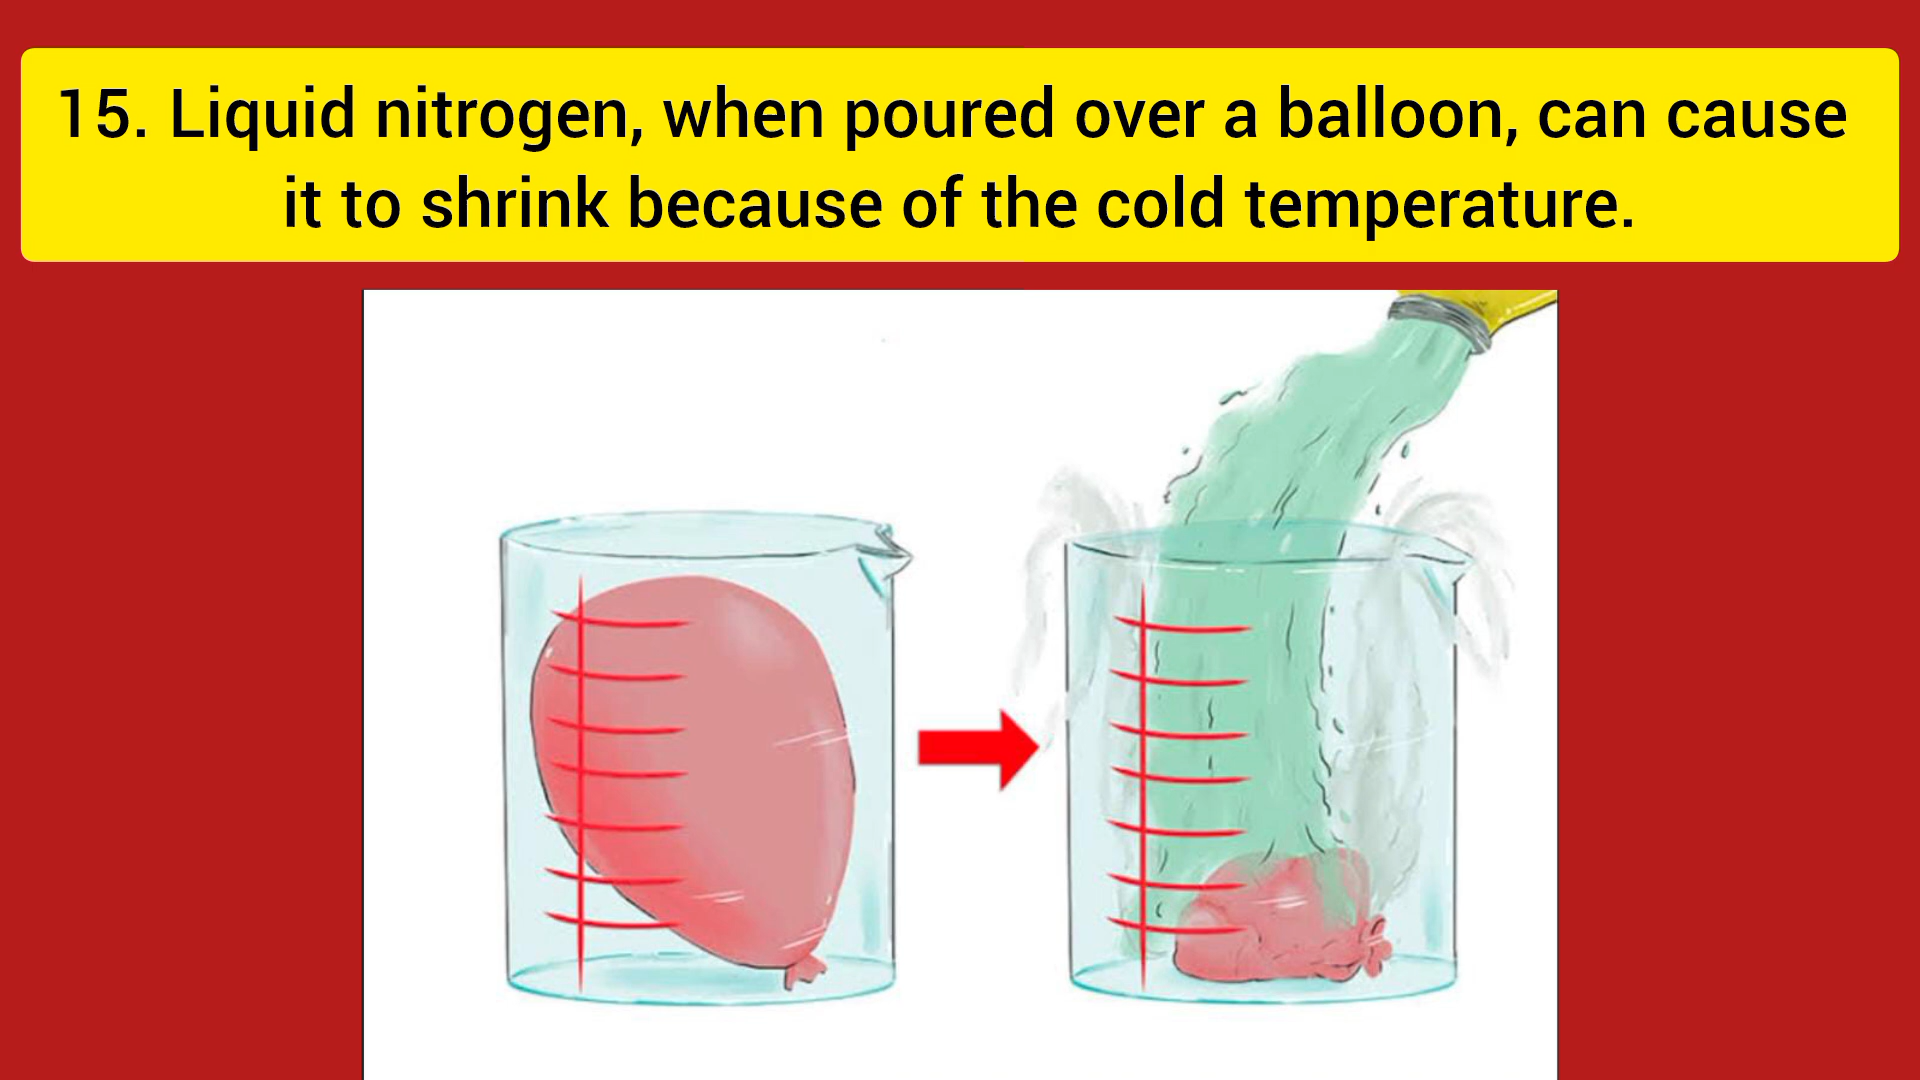 15. Liquid nitrogen, when poured over a balloon, can cause
it to shrink because of the cold temperature.